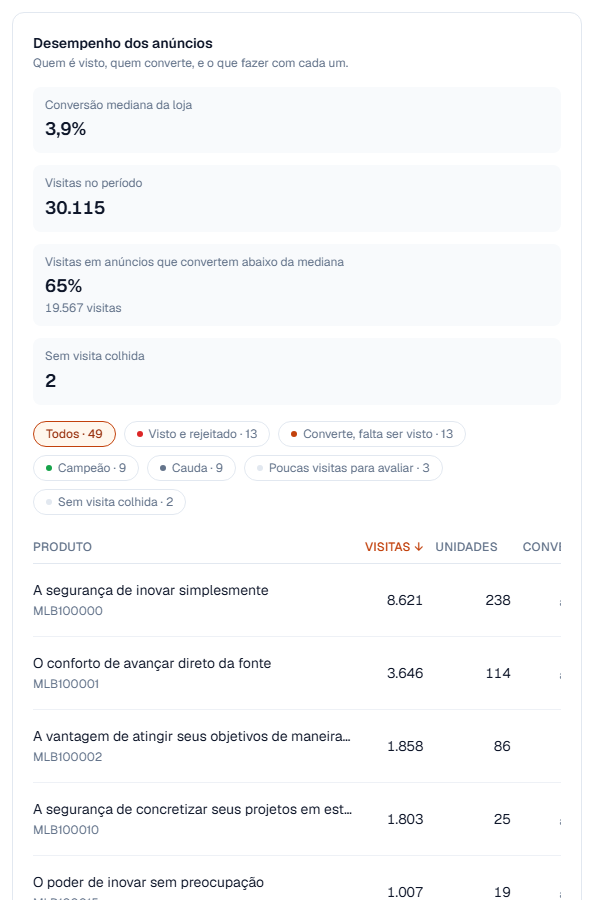 Desempenho dos anúncios
Quem é visto, quem converte, e o que fazer com cada um.
Conversão mediana da loja
3,9%
Visitas no período
30.115
Visitas em anúncios que convertem abaixo da mediana
65%
19.567 visitas
Sem visita colhida
2
Todos · 49
Visto e rejeitado · 13
Converte, falta ser visto · 13
Campeão · 9
Cauda · 9
Poucas visitas para avaliar · 3
Sem visita colhida · 2
PRODUTO VISITAS ↓ UNIDADES
A segurança de inovar simplesmente
MLB100000
8.621 238
O conforto de avançar direto da fonte
MLB100001
3.646 114
A vantagem de atingir seus objetivos de maneira...
MLB100002
1.858 86
A segurança de concretizar seus projetos em est...
MLB100010
1.803 25
O poder de inovar sem preocupação
1.007 19